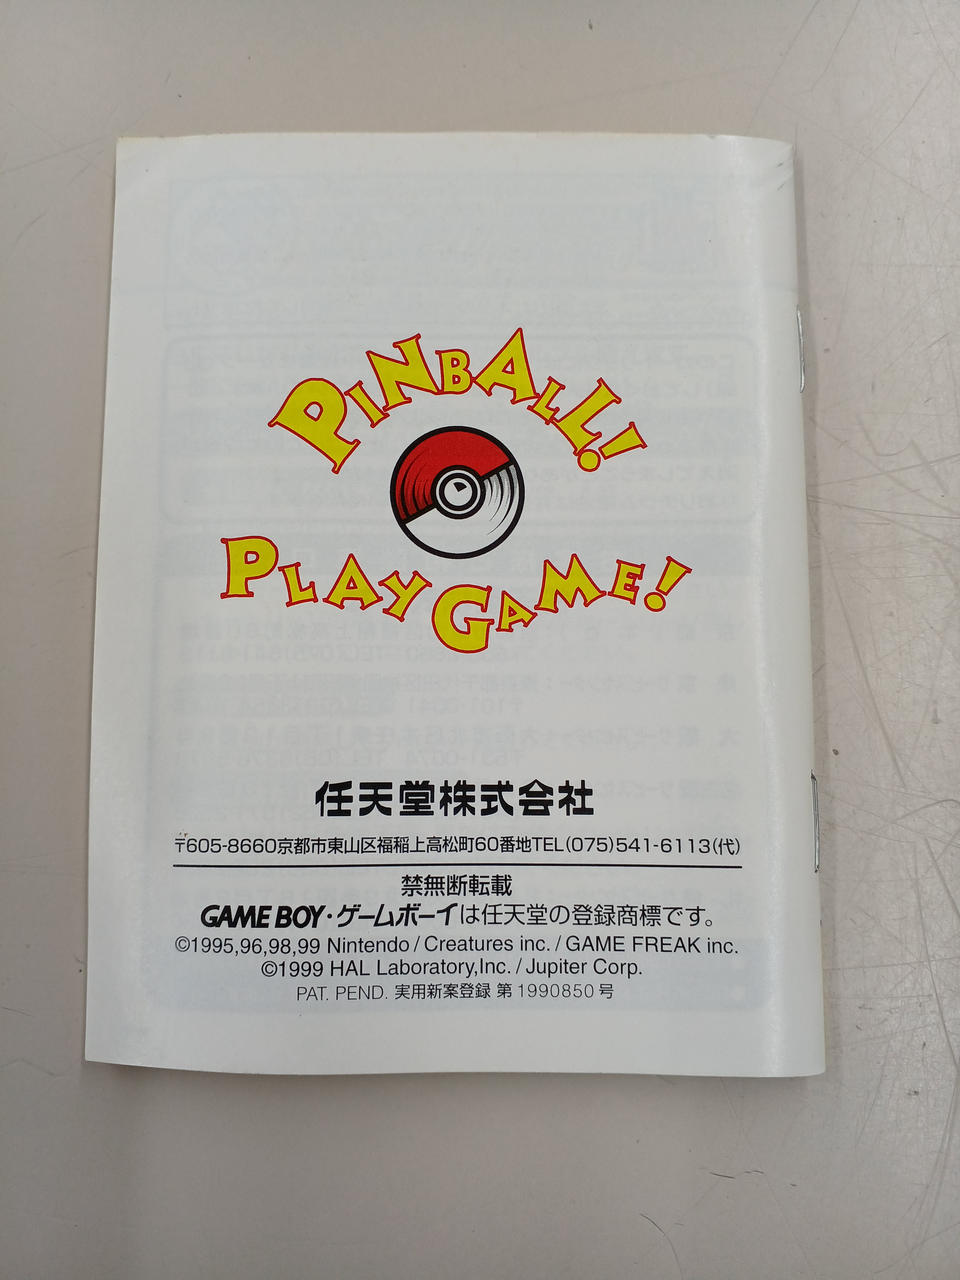 PINBALL!
PLAY GAME!
任天堂株式会社
〒605-8660京都市東山区福稲上高松町60番地TEL(075)541-6113(代)
禁無断転載
GAME BOY・ゲームボーイは任天堂の登録商標です。
©1995,96,98,99 Nintendo/Creatures inc./GAME FREAK inc.
©1999 HAL Laboratory,Inc./Jupiter Corp.
PAT. PEND. 実用新案登録 第1990850号